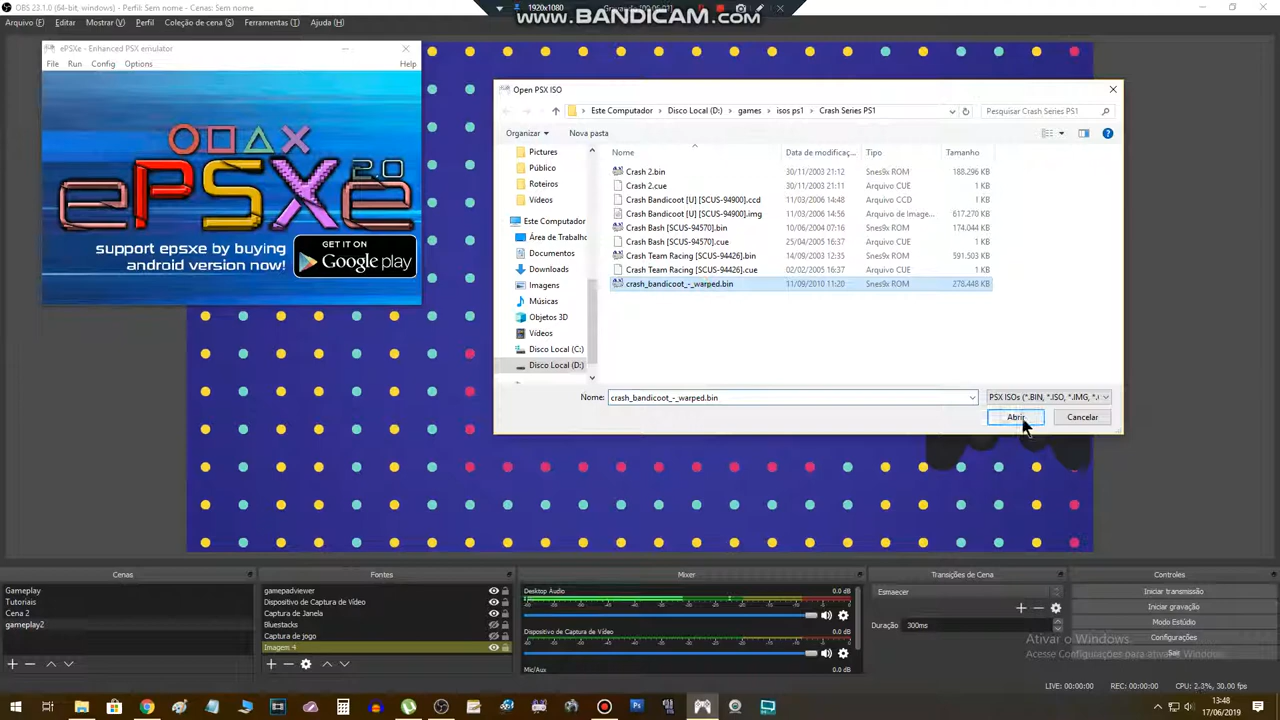 OBS 23.1.0 (64-bit, windows) - Perfil: Sem nome - Cenas: Sem nome
1920x1080
www.BANDICAM.com
Arquivo (F) Editar Mostrar (V) Perfil Coleção de cena (S) Ferramentas (T) Ajuda (H)
ePSXe - Enhanced PSX emulator
File Run Config Options Help
ePSXe 2.0
support epsxe by buying
android version now!
GET IT ON
Google play
Open PSX ISO
Este Computador > Disco Local (D:) > games > isos ps1 > Crash Series PS1
Pesquisar Crash Series PS1
Organizar Nova pasta
Nome Data de modificaç... Tipo Tamanho
Crash 2.bin 30/11/2003 21:12 Snes9x ROM 188.296 KB
Crash 2.cue 30/11/2003 21:11 Arquivo CUE 1 KB
Crash Bandicoot [U] [SCUS-94900].ccd 11/03/2006 14:48 Arquivo CCD 1 KB
Crash Bandicoot [U] [SCUS-94900].img 11/03/2006 14:56 Arquivo de Image... 617.270 KB
Crash Bash [SCUS-94570].bin 10/06/2004 07:16 Snes9x ROM 174.044 KB
Crash Bash [SCUS-94570].cue 25/04/2005 16:37 Arquivo CUE 1 KB
Crash Team Racing [SCUS-94426].bin 14/09/2003 12:35 Snes9x ROM 591.503 KB
Crash Team Racing [SCUS-94426].cue 02/02/2005 16:37 Arquivo CUE 1 KB
crash_bandicoot_-_warped.bin 11/09/2010 11:20 Snes9x ROM 278.448 KB
Pictures
Público
Roteiros
Vídeos
Este Computador
Área de Trabalho
Documentos
Downloads
Imagens
Músicas
Objetos 3D
Vídeos
Disco Local (C:)
Disco Local (D:)
Nome: crash_bandicoot_-_warped.bin PSX ISOs (*.BIN, *.ISO, *.IMG, *.
Abrir Cancelar
Cenas
Gameplay
Tutoriais
Cena 2
gameplay2
Fontes
gamepadviewer
Dispositivo de Captura de Vídeo
Captura de Janela
Bluestacks
Captura de jogo
Imagem 4
Mixer
Desktop Audio 0.0 dB
Dispositivo de Captura de Vídeo 0.0 dB
Mic/Aux 0.0 dB
Transições de Cena
Esmaecer
Duração 300ms
Controles
Iniciar transmissão
Iniciar gravação
Modo Estúdio
Configurações
Sair
Ativar o Windows
Acesse Configurações para ativar o Windows.
LIVE: 00:00:00 REC: 00:00:00 CPU: 2.3%, 30.00 fps
13:48
17/06/2019